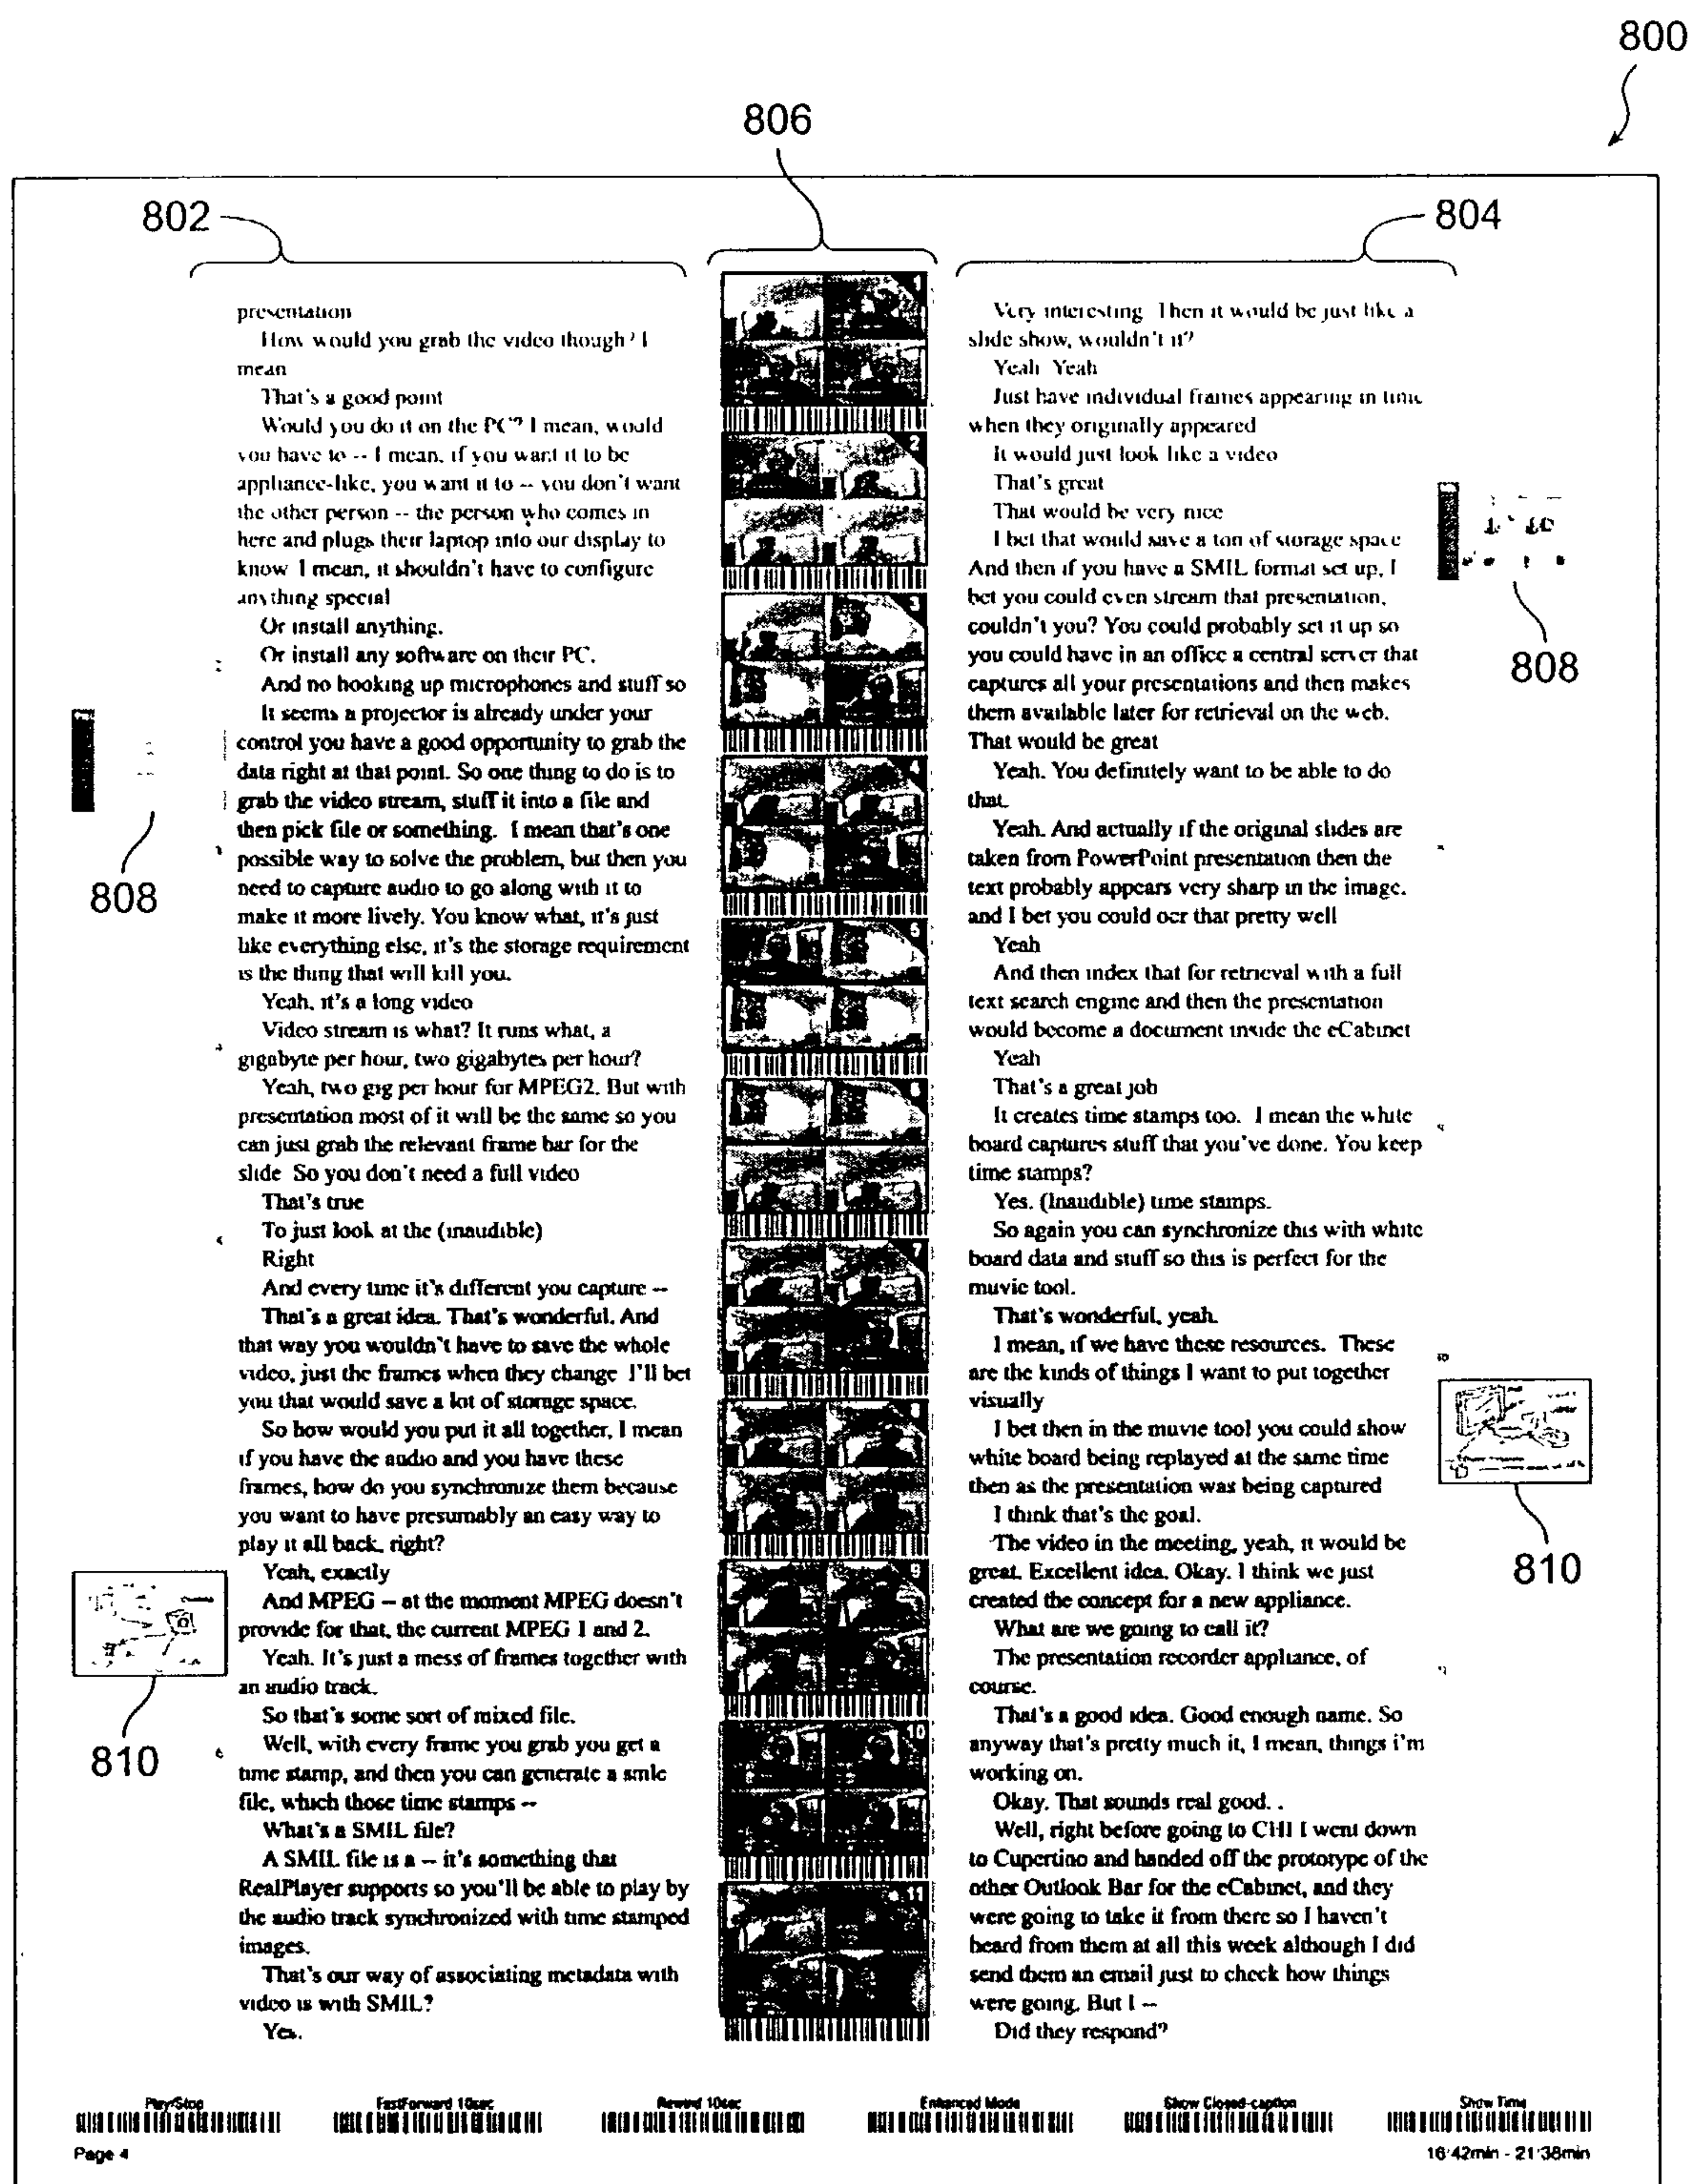 800
806
802
804
presentation
How would you grab the video though? I
mean
That's a good point
Would you do it on the PC? I mean, would
you have to -- I mean, if you want it to be
appliance-like, you want it to -- you don't want
the other person -- the person who comes in
here and plugs their laptop into our display to
know I mean, it shouldn't have to configure
anything special
Or install anything.
Or install any software on their PC.
And no hooking up microphones and stuff so
It seems a projector is already under your
control you have a good opportunity to grab the
data right at that point. So one thing to do is to
grab the video stream, stuff it into a file and
then pick file or something. I mean that's one
possible way to solve the problem, but then you
need to capture audio to go along with it to
make it more lively. You know what, it's just
like everything else, it's the storage requirement
is the thing that will kill you.
Yeah, it's a long video
Video stream is what? It runs what, a
gigabyte per hour, two gigabytes per hour?
Yeah, two gig per hour for MPEG2. But with
presentation most of it will be the same so you
can just grab the relevant frame bar for the
slide So you don't need a full video
That's true
To just look at the (inaudible)
Right
And every time it's different you capture --
That's a great idea. That's wonderful. And
that way you wouldn't have to save the whole
video, just the frames when they change I'll bet
you that would save a lot of storage space.
So how would you put it all together, I mean
if you have the audio and you have these
frames, how do you synchronize them because
you want to have presumably an easy way to
play it all back, right?
Yeah, exactly
And MPEG -- at the moment MPEG doesn't
provide for that, the current MPEG 1 and 2.
Yeah. It's just a mess of frames together with
an audio track.
So that's some sort of mixed file.
Well, with every frame you grab you get a
time stamp, and then you can generate a smle
file, which those time stamps --
What's a SMIL file?
A SMIL file is a -- it's something that
RealPlayer supports so you'll be able to play by
the audio track synchronized with time stamped
images.
That's our way of associating metadata with
video is with SMIL?
Yes.
808
810
1
2
3
4
5
6
7
8
9
10
11
Very interesting Then it would be just like a
slide show, wouldn't it?
Yeah Yeah
Just have individual frames appearing in time
when they originally appeared
It would just look like a video
That's great
That would be very nice
I bet that would save a ton of storage space
And then if you have a SMIL format set up, I
bet you could even stream that presentation,
couldn't you? You could probably set it up so
you could have in an office a central server that
captures all your presentations and then makes
them available later for retrieval on the web.
That would be great
Yeah. You definitely want to be able to do
that.
Yeah. And actually if the original slides are
taken from PowerPoint presentation then the
text probably appears very sharp in the image.
and I bet you could ocr that pretty well
Yeah
And then index that for retrieval with a full
text search engine and then the presentation
would become a document inside the eCabinet
Yeah
That's a great job
It creates time stamps too. I mean the white
board captures stuff that you've done. You keep
time stamps?
Yes. (Inaudible) time stamps.
So again you can synchronize this with white
board data and stuff so this is perfect for the
muvie tool.
That's wonderful, yeah.
I mean, if we have these resources. These
are the kinds of things I want to put together
visually
I bet then in the muvie tool you could show
white board being replayed at the same time
then as the presentation was being captured
I think that's the goal.
The video in the meeting, yeah, it would be
great. Excellent idea. Okay. I think we just
created the concept for a new appliance.
What are we going to call it?
The presentation recorder appliance, of
course.
That's a good idea. Good enough name. So
anyway that's pretty much it, I mean, things i'm
working on.
Okay. That sounds real good. .
Well, right before going to CHI I went down
to Cupertino and handed off the prototype of the
other Outlook Bar for the eCabinet, and they
were going to take it from there so I haven't
heard from them at all this week although I did
send them an email just to check how things
were going. But I --
Did they respond?
808
810
Play/Stop
FastForward 10sec
Rewind 10sec
Enhanced Mode
Show Closed-caption
Show Time
Page 4
16:42min - 21:38min